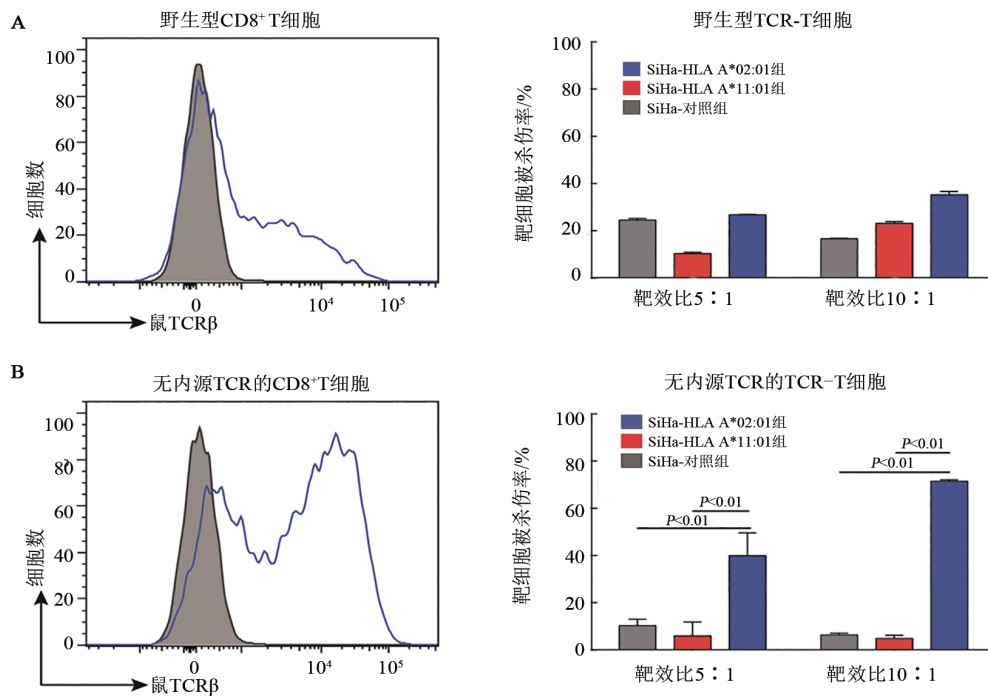 A
野生型CD8⁺ T细胞
100
80
60
40
20
0
细胞数
0
10⁴
10⁵
鼠TCRβ
野生型TCR-T细胞
100
80
60
40
20
0
靶细胞被杀伤率/%
SiHa-HLA A*02:01组
SiHa-HLA A*11:01组
SiHa-对照组
靶效比5∶1
靶效比10∶1
B
无内源TCR的CD8⁺T细胞
100
80
60
40
20
0
细胞数
0
10⁴
10⁵
鼠TCRβ
无内源TCR的TCR-T细胞
100
80
60
40
20
0
靶细胞被杀伤率/%
SiHa-HLA A*02:01组
SiHa-HLA A*11:01组
SiHa-对照组
P<0.01
P<0.01
P<0.01
P<0.01
靶效比5∶1
靶效比10∶1